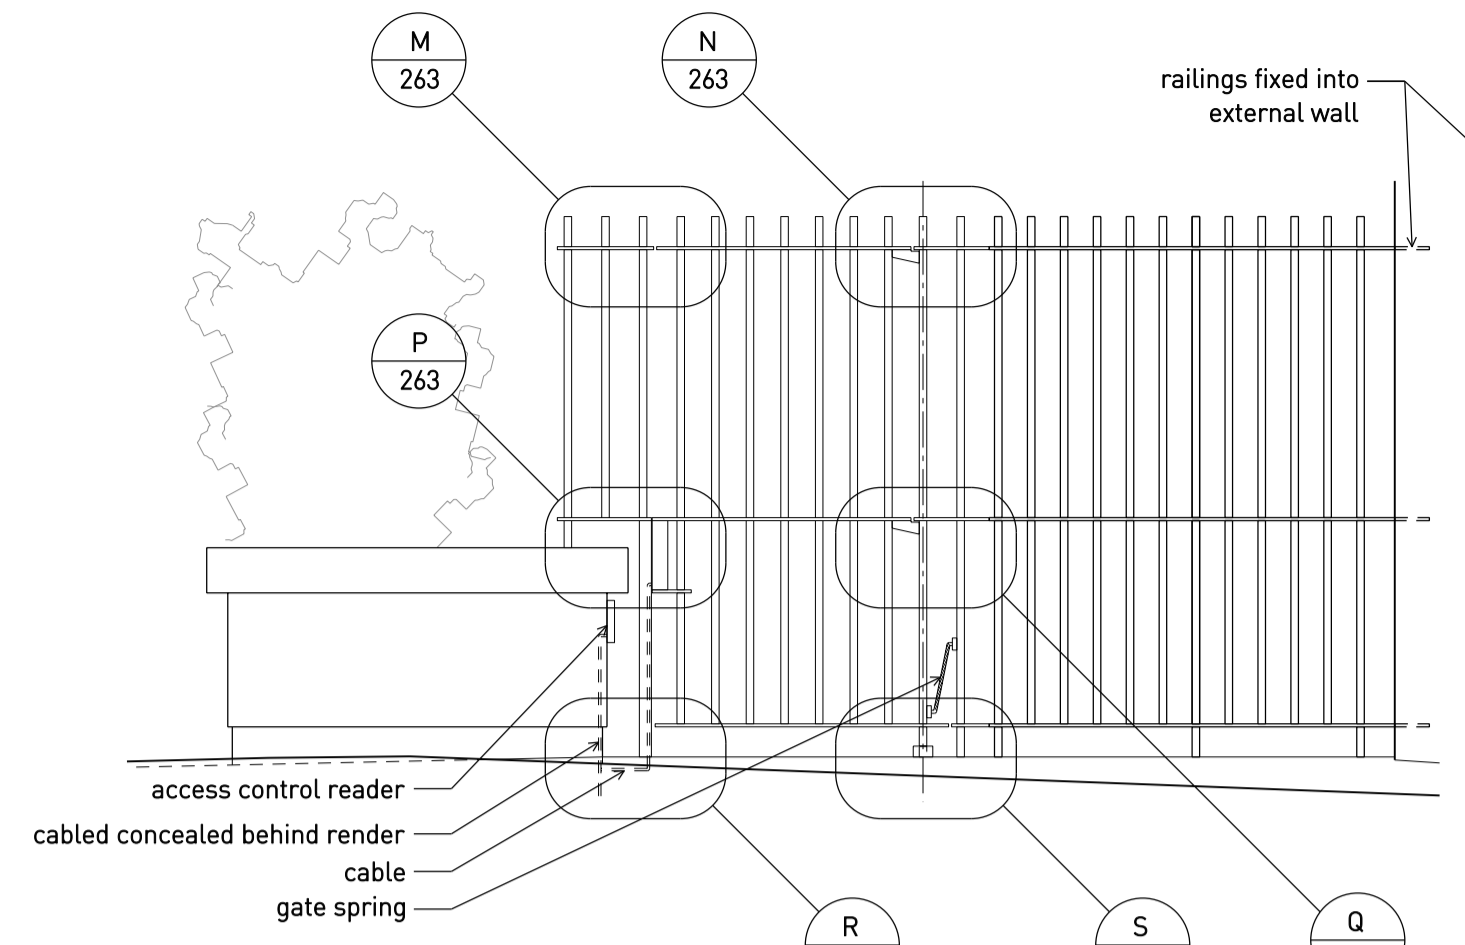 M
263
N
263
railings fixed into
external wall
P
263
access control reader
cabled concealed behind render
cable
gate spring
R
S
Q